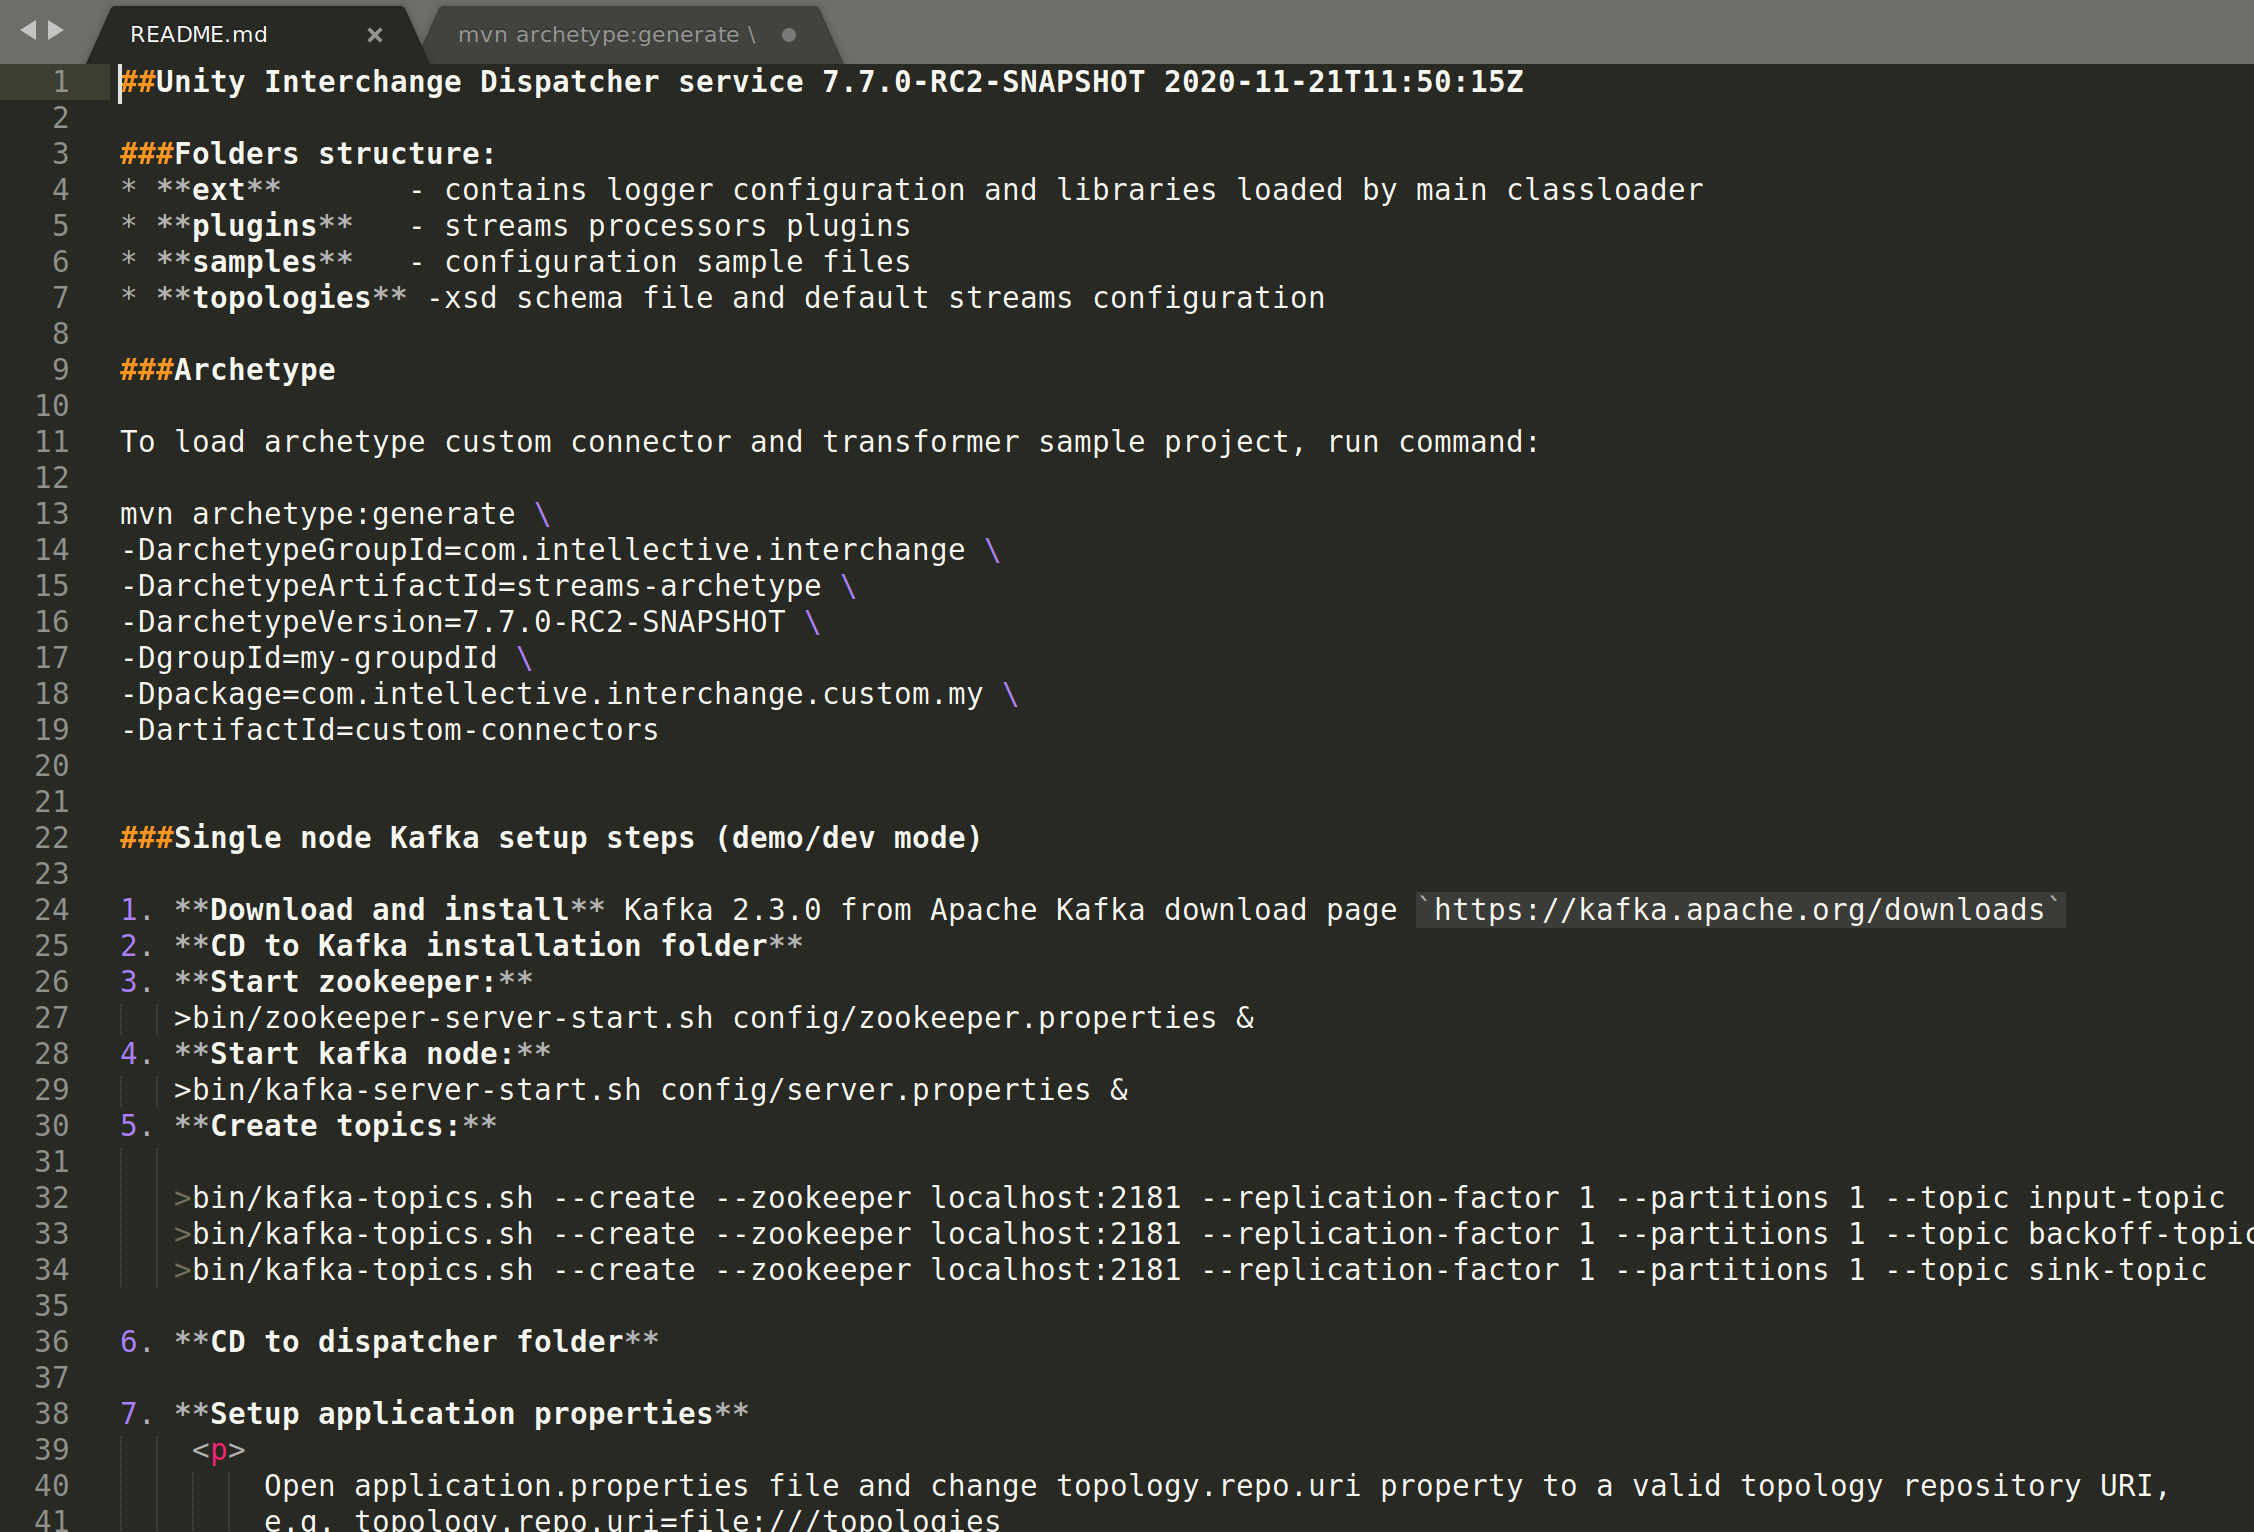 README.md ×
mvn archetype:generate \
1 ##Unity Interchange Dispatcher service 7.7.0-RC2-SNAPSHOT 2020-11-21T11:50:15Z
2
3 ###Folders structure:
4 * **ext**       - contains logger configuration and libraries loaded by main classloader
5 * **plugins**   - streams processors plugins
6 * **samples**   - configuration sample files
7 * **topologies** -xsd schema file and default streams configuration
8
9 ###Archetype
10
11 To load archetype custom connector and transformer sample project, run command:
12
13 mvn archetype:generate \
14 -DarchetypeGroupId=com.intellective.interchange \
15 -DarchetypeArtifactId=streams-archetype \
16 -DarchetypeVersion=7.7.0-RC2-SNAPSHOT \
17 -DgroupId=my-groupdId \
18 -Dpackage=com.intellective.interchange.custom.my \
19 -DartifactId=custom-connectors
20
21
22 ###Single node Kafka setup steps (demo/dev mode)
23
24 1. **Download and install** Kafka 2.3.0 from Apache Kafka download page `https://kafka.apache.org/downloads`
25 2. **CD to Kafka installation folder**
26 3. **Start zookeeper:**
27    >bin/zookeeper-server-start.sh config/zookeeper.properties &
28 4. **Start kafka node:**
29    >bin/kafka-server-start.sh config/server.properties &
30 5. **Create topics:**
31
32    >bin/kafka-topics.sh --create --zookeeper localhost:2181 --replication-factor 1 --partitions 1 --topic input-topic
33    >bin/kafka-topics.sh --create --zookeeper localhost:2181 --replication-factor 1 --partitions 1 --topic backoff-topic
34    >bin/kafka-topics.sh --create --zookeeper localhost:2181 --replication-factor 1 --partitions 1 --topic sink-topic
35
36 6. **CD to dispatcher folder**
37
38 7. **Setup application properties**
39     <p>
40         Open application.properties file and change topology.repo.uri property to a valid topology repository URI,
41         e.g. topology.repo.uri=file:///topologies